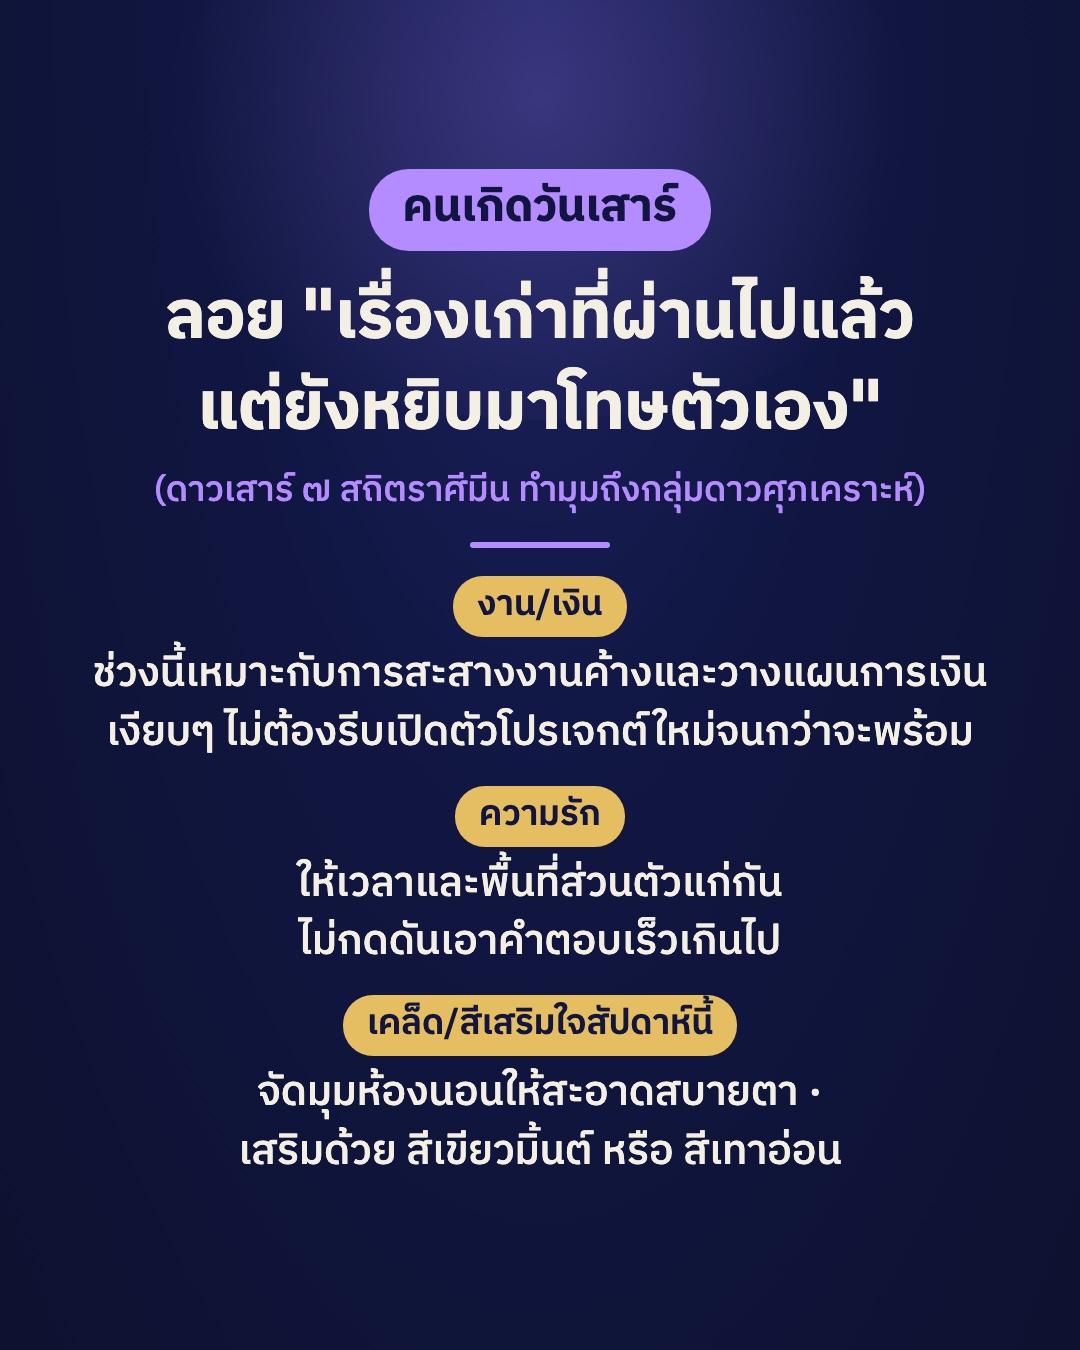 คนเกิดวันเสาร์
ลอย "เรื่องเก่าที่ผ่านไปแล้ว
แต่ยังหยิบมาโทษตัวเอง"
(ดาวเสาร์ ๗ สถิตราศีมีน ทำมุมถึงกลุ่มดาวศุภเคราะห์)
งาน/เงิน
ช่วงนี้เหมาะกับการสะสางงานค้างและวางแผนการเงิน
เงียบๆ ไม่ต้องรีบเปิดตัวโปรเจกต์ใหม่จนกว่าจะพร้อม
ความรัก
ให้เวลาและพื้นที่ส่วนตัวแก่กัน
ไม่กดดันเอาคำตอบเร็วเกินไป
เคล็ด/สีเสริมใจสัปดาห์นี้
จัดมุมห้องนอนให้สะอาดสบายตา ·
เสริมด้วย สีเขียวมิ้นต์ หรือ สีเทาอ่อน